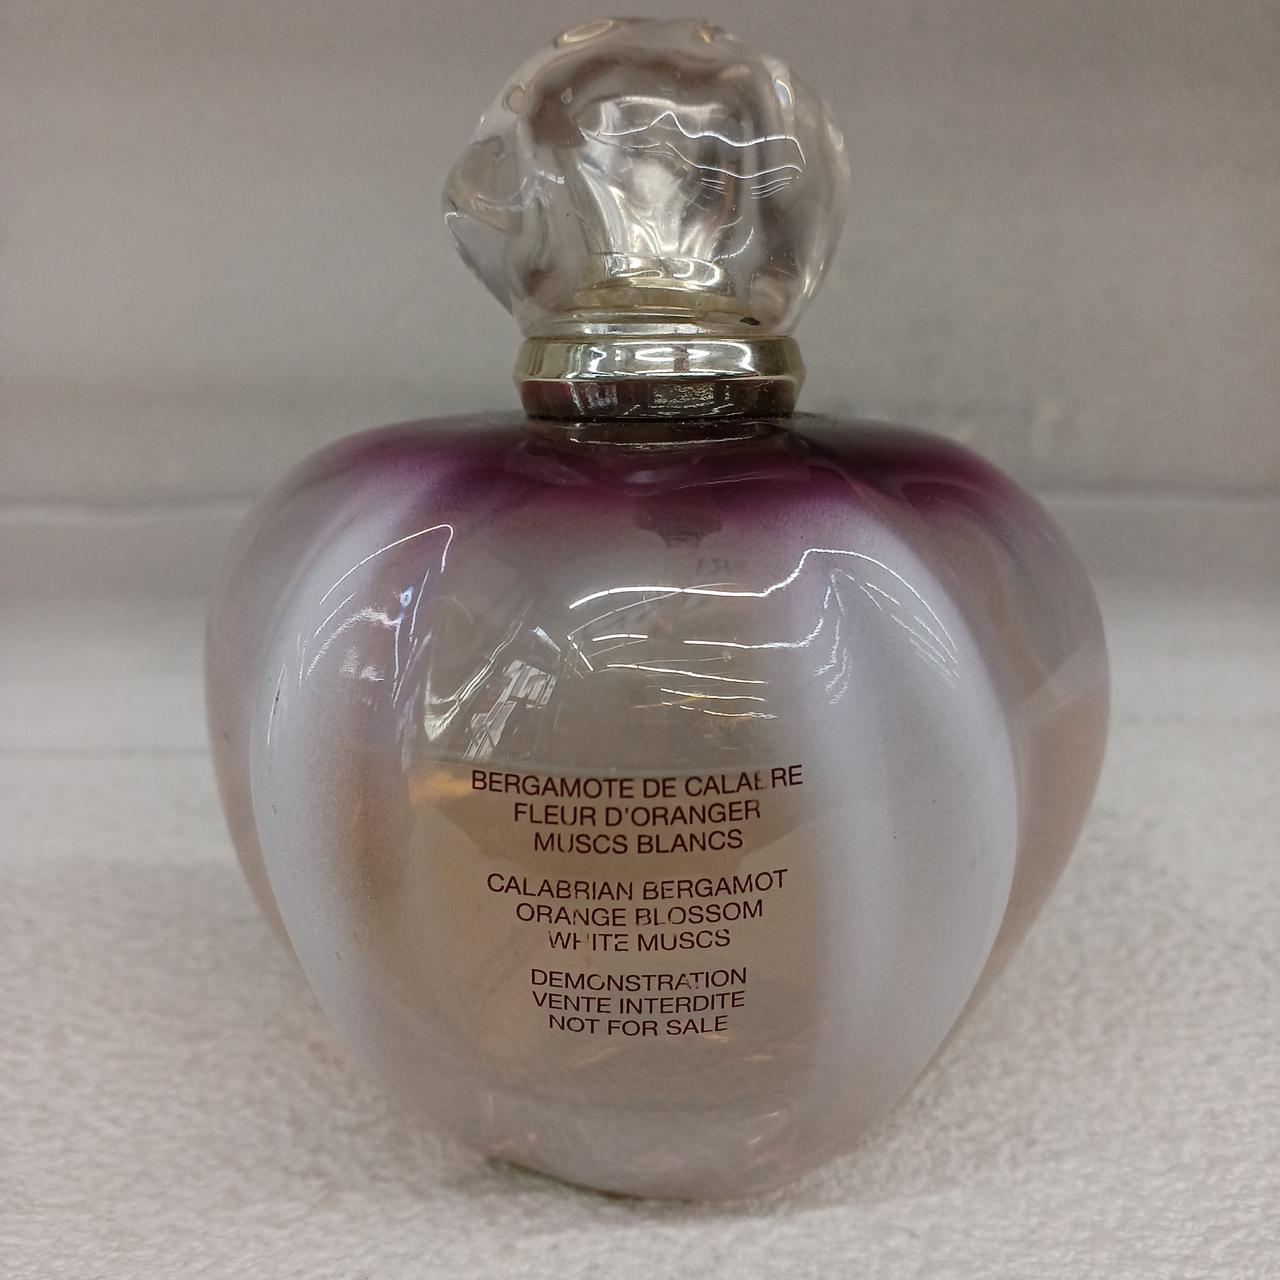 BERGAMOTE DE CALABRE
FLEUR D'ORANGER
MUSCS BLANCS
CALABRIAN BERGAMOT
ORANGE BLOSSOM
WHITE MUSCS
DEMONSTRATION
VENTE INTERDITE
NOT FOR SALE